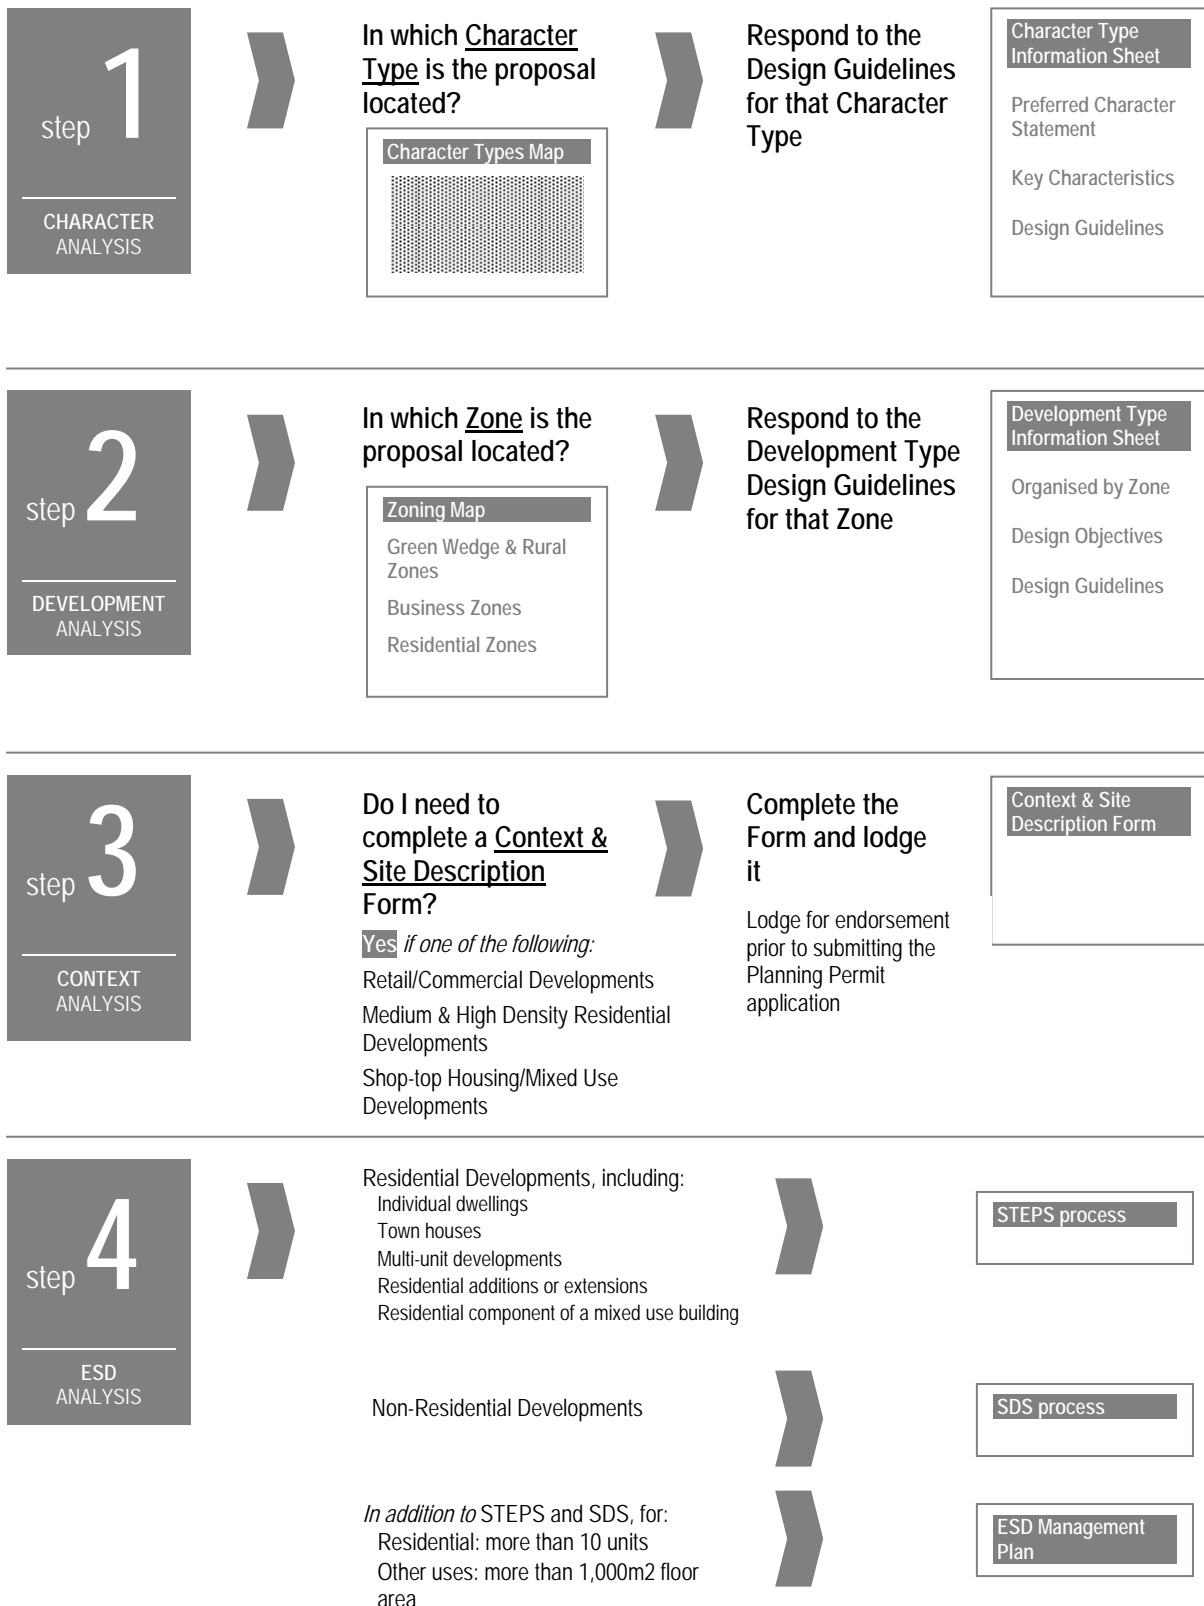 step 1
CHARACTER
ANALYSIS
In which Character
Type is the proposal
located?
Character Types Map
Respond to the
Design Guidelines
for that Character
Type
Character Type
Information Sheet
Preferred Character
Statement
Key Characteristics
Design Guidelines
step 2
DEVELOPMENT
ANALYSIS
In which Zone is the
proposal located?
Zoning Map
Green Wedge & Rural
Zones
Business Zones
Residential Zones
Respond to the
Development Type
Design Guidelines
for that Zone
Development Type
Information Sheet
Organised by Zone
Design Objectives
Design Guidelines
step 3
CONTEXT
ANALYSIS
Do I need to
complete a Context &
Site Description
Form?
Yes if one of the following:
Retail/Commercial Developments
Medium & High Density Residential
Developments
Shop-top Housing/Mixed Use
Developments
Complete the
Form and lodge
it
Lodge for endorsement
prior to submitting the
Planning Permit
application
Context & Site
Description Form
step 4
ESD
ANALYSIS
Residential Developments, including:
Individual dwellings
Town houses
Multi-unit developments
Residential additions or extensions
Residential component of a mixed use building
STEPS process
Non-Residential Developments
SDS process
In addition to STEPS and SDS, for:
Residential: more than 10 units
Other uses: more than 1,000m2 floor
area
ESD Management
Plan